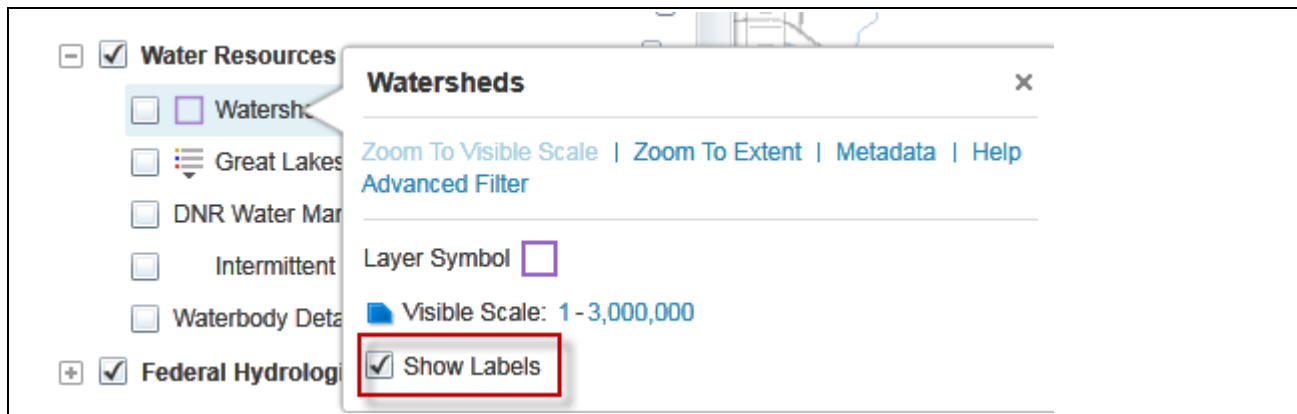 Water Resources
Watersh
Great Lakes
DNR Water Mar
Intermittent
Waterbody Deta
Federal Hydrologi
Watersheds
Zoom To Visible Scale | Zoom To Extent | Metadata | Help
Advanced Filter
Layer Symbol
Visible Scale: 1 - 3,000,000
Show Labels